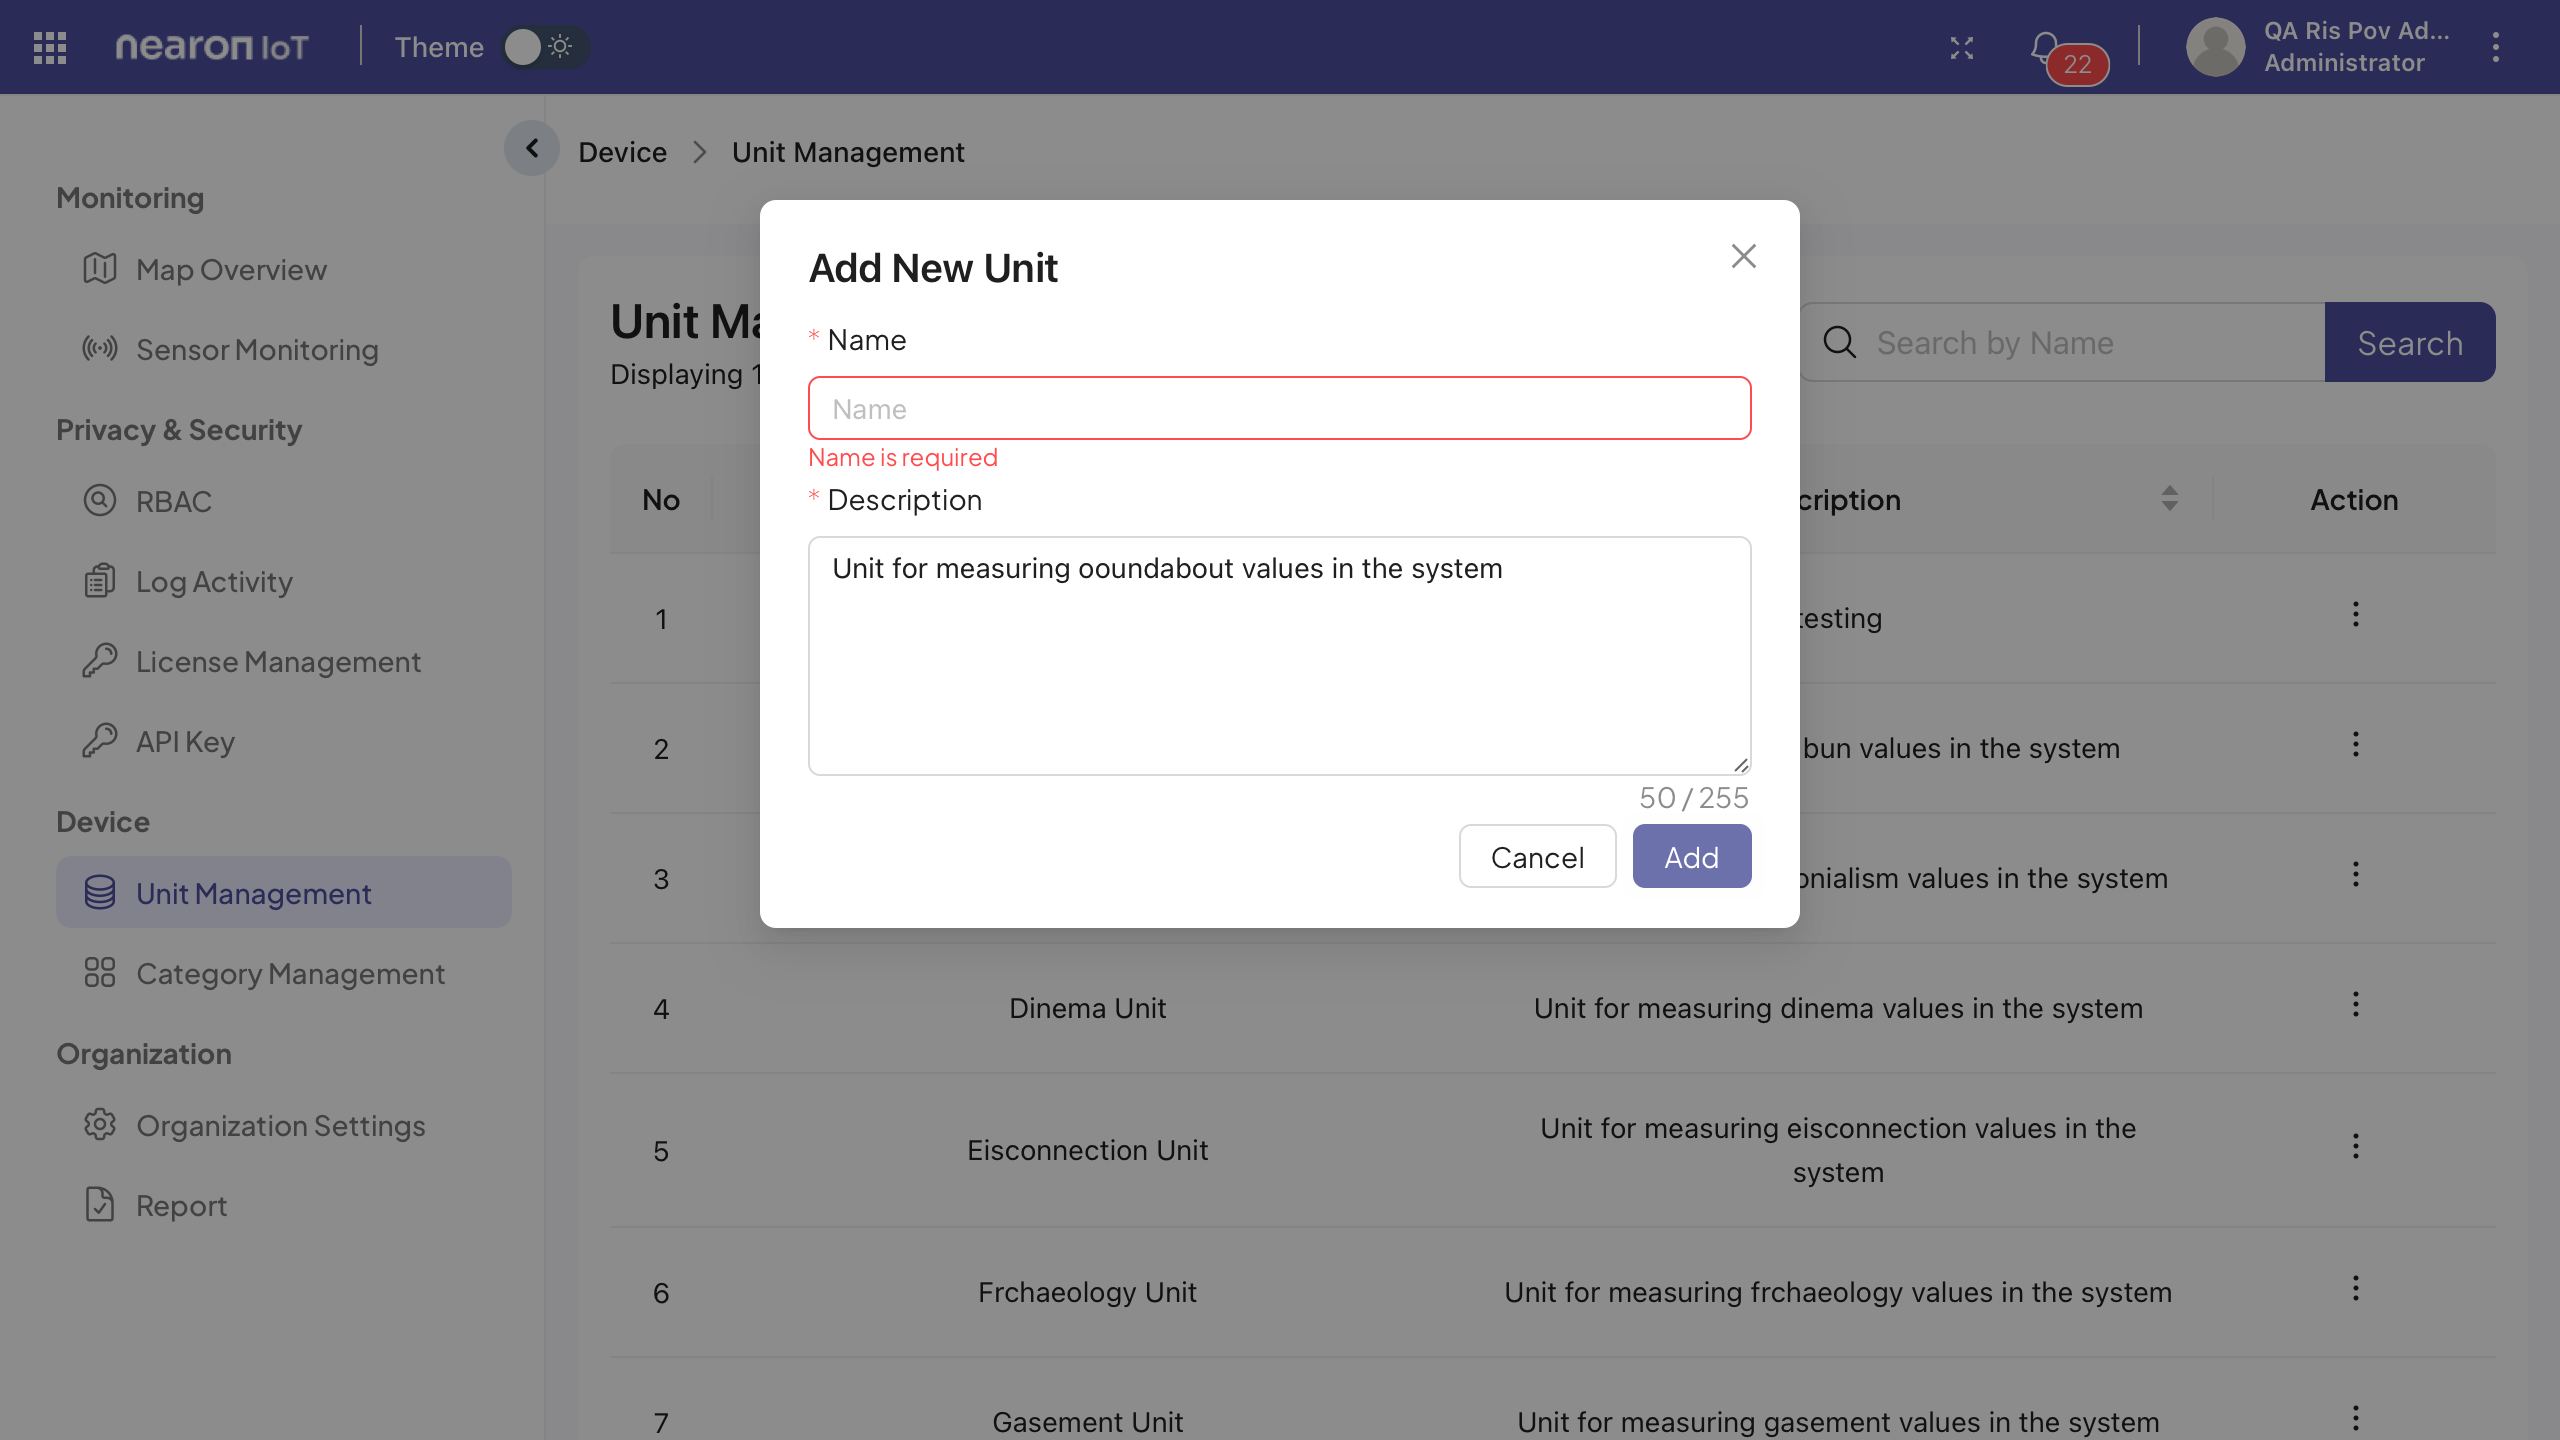 nearon IoT
Theme
22
QA Ris Pov Ad...
Administrator
Device
Unit Management
Monitoring
Map Overview
Sensor Monitoring
Privacy & Security
RBAC
Log Activity
License Management
API Key
Device
Unit Management
Category Management
Organization
Organization Settings
Report
Unit Ma
Displaying 1
Search by Name
Search
No
cription
Action
1
testing
2
bun values in the system
3
onialism values in the system
4
Dinema Unit
Unit for measuring dinema values in the system
5
Eisconnection Unit
Unit for measuring eisconnection values in the
system
6
Frchaeology Unit
Unit for measuring frchaeology values in the system
7
Gasement Unit
Unit for measuring gasement values in the system
Add New Unit
* Name
Name
Name is required
* Description
Unit for measuring ooundabout values in the system
50 / 255
Cancel
Add